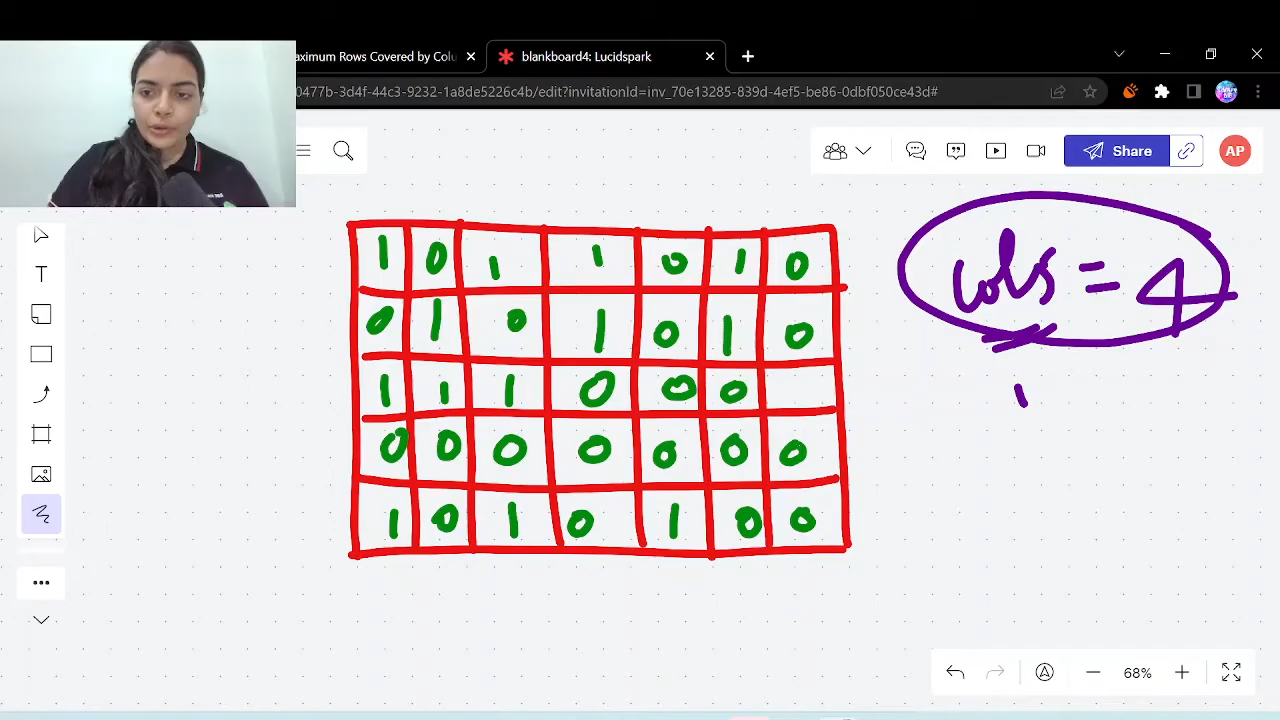 aximum Rows Covered by Colu
blankboard4: Lucidspark
0477b-3d4f-44c3-9232-1a8de5226c4b/edit?invitationId=inv_70e13285-839d-4ef5-be86-0dbf050ce43d#
Share
AP
T
1 0 1 1 0 1 0
0 1 0 1 0 1 0
1 1 1 0 0 0
0 0 0 0 0 0 0
1 0 1 0 1 0 0
cols = 4
68%